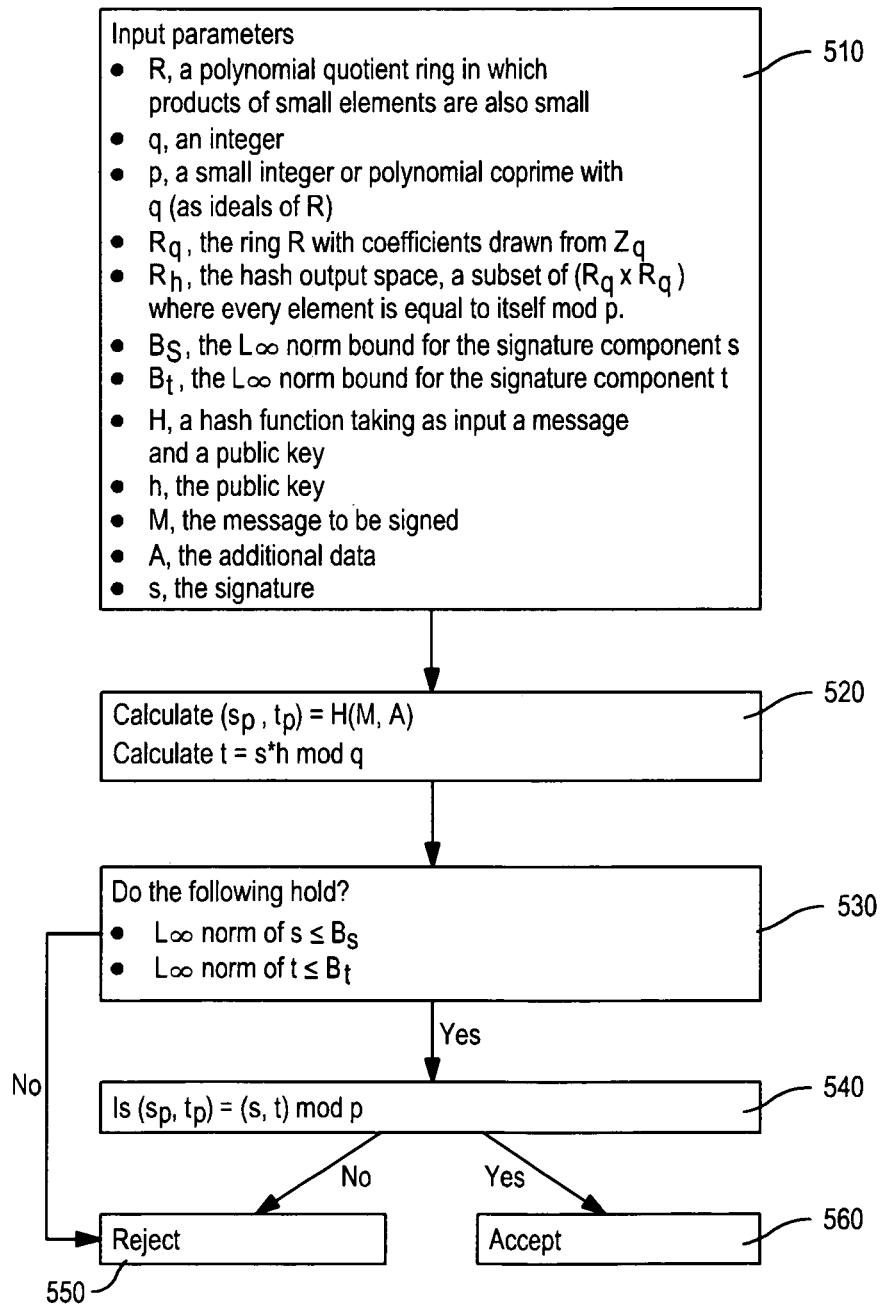 Input parameters
510
● R, a polynomial quotient ring in which
products of small elements are also small
● q, an integer
● p, a small integer or polynomial coprime with
q (as ideals of R)
● Rq, the ring R with coefficients drawn from Zq
● Rh, the hash output space, a subset of (Rq x Rq)
where every element is equal to itself mod p.
● BS, the L∞ norm bound for the signature component s
● Bt, the L∞ norm bound for the signature component t
● H, a hash function taking as input a message
and a public key
● h, the public key
● M, the message to be signed
● A, the additional data
● s, the signature
520
Calculate (sp, tp) = H(M, A)
Calculate t = s*h mod q
Do the following hold?
530
● L∞ norm of s ≤ Bs
● L∞ norm of t ≤ Bt
Yes
No
540
Is (sp, tp) = (s, t) mod p
No
Yes
560
Reject
Accept
550